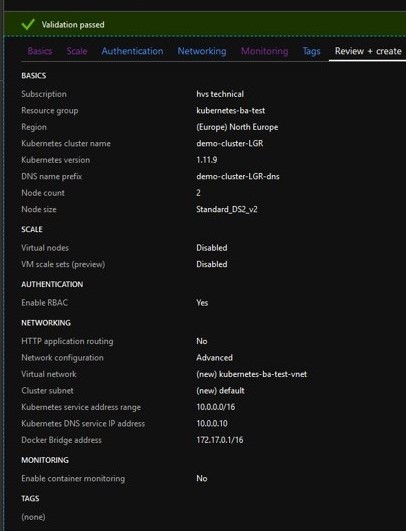 Validation passed
Basics Scale Authentication Networking Monitoring Tags Review + create
BASICS
Subscription hvs technical
Resource group kubernetes-ba-test
Region (Europe) North Europe
Kubernetes cluster name demo-cluster-LGR
Kubernetes version 1.11.9
DNS name prefix demo-cluster-LGR-dns
Node count 2
Node size Standard_DS2_v2
SCALE
Virtual nodes Disabled
VM scale sets (preview) Disabled
AUTHENTICATION
Enable RBAC Yes
NETWORKING
HTTP application routing No
Network configuration Advanced
Virtual network (new) kubernetes-ba-test-vnet
Cluster subnet (new) default
Kubernetes service address range 10.0.0.0/16
Kubernetes DNS service IP address 10.0.0.10
Docker Bridge address 172.17.0.1/16
MONITORING
Enable container monitoring No
TAGS
(none)